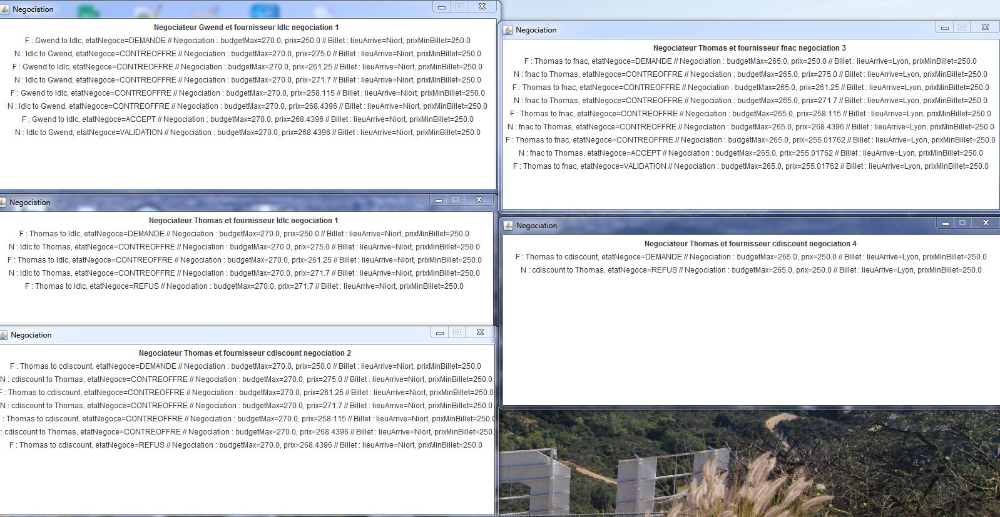 Negociation
Negociateur Gwend et fournisseur ldlc negociation 1
F : Gwend to ldlc, etatNegoce=DEMANDE // Negociation : budgetMax=270.0, prix=250.0 // Billet : lieuArrive=Niort, prixMinBillet=250.0
N : ldlc to Gwend, etatNegoce=CONTREOFFRE // Negociation : budgetMax=270.0, prix=275.0 // Billet : lieuArrive=Niort, prixMinBillet=250.0
F : Gwend to ldlc, etatNegoce=CONTREOFFRE // Negociation : budgetMax=270.0, prix=261.25 // Billet : lieuArrive=Niort, prixMinBillet=250.0
N : ldlc to Gwend, etatNegoce=CONTREOFFRE // Negociation : budgetMax=270.0, prix=271.7 // Billet : lieuArrive=Niort, prixMinBillet=250.0
F : Gwend to ldlc, etatNegoce=CONTREOFFRE // Negociation : budgetMax=270.0, prix=258.115 // Billet : lieuArrive=Niort, prixMinBillet=250.0
N : ldlc to Gwend, etatNegoce=CONTREOFFRE // Negociation : budgetMax=270.0, prix=268.4396 // Billet : lieuArrive=Niort, prixMinBillet=250.0
F : Gwend to ldlc, etatNegoce=ACCEPT // Negociation : budgetMax=270.0, prix=268.4396 // Billet : lieuArrive=Niort, prixMinBillet=250.0
N : ldlc to Gwend, etatNegoce=VALIDATION // Negociation : budgetMax=270.0, prix=268.4396 // Billet : lieuArrive=Niort, prixMinBillet=250.0
Negociation
Negociateur Thomas et fournisseur ldlc negociation 1
F : Thomas to ldlc, etatNegoce=DEMANDE // Negociation : budgetMax=270.0, prix=250.0 // Billet : lieuArrive=Niort, prixMinBillet=250.0
N : ldlc to Thomas, etatNegoce=CONTREOFFRE // Negociation : budgetMax=270.0, prix=275.0 // Billet : lieuArrive=Niort, prixMinBillet=250.0
F : Thomas to ldlc, etatNegoce=CONTREOFFRE // Negociation : budgetMax=270.0, prix=261.25 // Billet : lieuArrive=Niort, prixMinBillet=250.0
N : ldlc to Thomas, etatNegoce=CONTREOFFRE // Negociation : budgetMax=270.0, prix=271.7 // Billet : lieuArrive=Niort, prixMinBillet=250.0
F : Thomas to ldlc, etatNegoce=REFUS // Negociation : budgetMax=270.0, prix=271.7 // Billet : lieuArrive=Niort, prixMinBillet=250.0
Negociation
Negociateur Thomas et fournisseur cdiscount negociation 2
F : Thomas to cdiscount, etatNegoce=DEMANDE // Negociation : budgetMax=270.0, prix=250.0 // Billet : lieuArrive=Niort, prixMinBillet=250.0
N : cdiscount to Thomas, etatNegoce=CONTREOFFRE // Negociation : budgetMax=270.0, prix=275.0 // Billet : lieuArrive=Niort, prixMinBillet=250.0
F : Thomas to cdiscount, etatNegoce=CONTREOFFRE // Negociation : budgetMax=270.0, prix=261.25 // Billet : lieuArrive=Niort, prixMinBillet=250.0
N : cdiscount to Thomas, etatNegoce=CONTREOFFRE // Negociation : budgetMax=270.0, prix=271.7 // Billet : lieuArrive=Niort, prixMinBillet=250.0
: Thomas to cdiscount, etatNegoce=CONTREOFFRE // Negociation : budgetMax=270.0, prix=258.115 // Billet : lieuArrive=Niort, prixMinBillet=250.0
: cdiscount to Thomas, etatNegoce=CONTREOFFRE // Negociation : budgetMax=270.0, prix=268.4396 // Billet : lieuArrive=Niort, prixMinBillet=250.
F : Thomas to cdiscount, etatNegoce=REFUS // Negociation : budgetMax=270.0, prix=268.4396 // Billet : lieuArrive=Niort, prixMinBillet=250.0
Negociation
Negociateur Thomas et fournisseur fnac negociation 3
F : Thomas to fnac, etatNegoce=DEMANDE // Negociation : budgetMax=265.0, prix=250.0 // Billet : lieuArrive=Lyon, prixMinBillet=250.0
N : fnac to Thomas, etatNegoce=CONTREOFFRE // Negociation : budgetMax=265.0, prix=275.0 // Billet : lieuArrive=Lyon, prixMinBillet=250.0
F : Thomas to fnac, etatNegoce=CONTREOFFRE // Negociation : budgetMax=265.0, prix=261.25 // Billet : lieuArrive=Lyon, prixMinBillet=250.0
N : fnac to Thomas, etatNegoce=CONTREOFFRE // Negociation : budgetMax=265.0, prix=271.7 // Billet : lieuArrive=Lyon, prixMinBillet=250.0
F : Thomas to fnac, etatNegoce=CONTREOFFRE // Negociation : budgetMax=265.0, prix=258.115 // Billet : lieuArrive=Lyon, prixMinBillet=250.0
N : fnac to Thomas, etatNegoce=CONTREOFFRE // Negociation : budgetMax=265.0, prix=268.4396 // Billet : lieuArrive=Lyon, prixMinBillet=250.0
F : Thomas to fnac, etatNegoce=CONTREOFFRE // Negociation : budgetMax=265.0, prix=255.01762 // Billet : lieuArrive=Lyon, prixMinBillet=250.0
N : fnac to Thomas, etatNegoce=ACCEPT // Negociation : budgetMax=265.0, prix=255.01762 // Billet : lieuArrive=Lyon, prixMinBillet=250.0
F : Thomas to fnac, etatNegoce=VALIDATION // Negociation : budgetMax=265.0, prix=255.01762 // Billet : lieuArrive=Lyon, prixMinBillet=250.0
Negociation
Negociateur Thomas et fournisseur cdiscount negociation 4
F : Thomas to cdiscount, etatNegoce=DEMANDE // Negociation : budgetMax=265.0, prix=250.0 // Billet : lieuArrive=Lyon, prixMinBillet=250.0
N : cdiscount to Thomas, etatNegoce=REFUS // Negociation : budgetMax=265.0, prix=250.0 // Billet : lieuArrive=Lyon, prixMinBillet=250.0